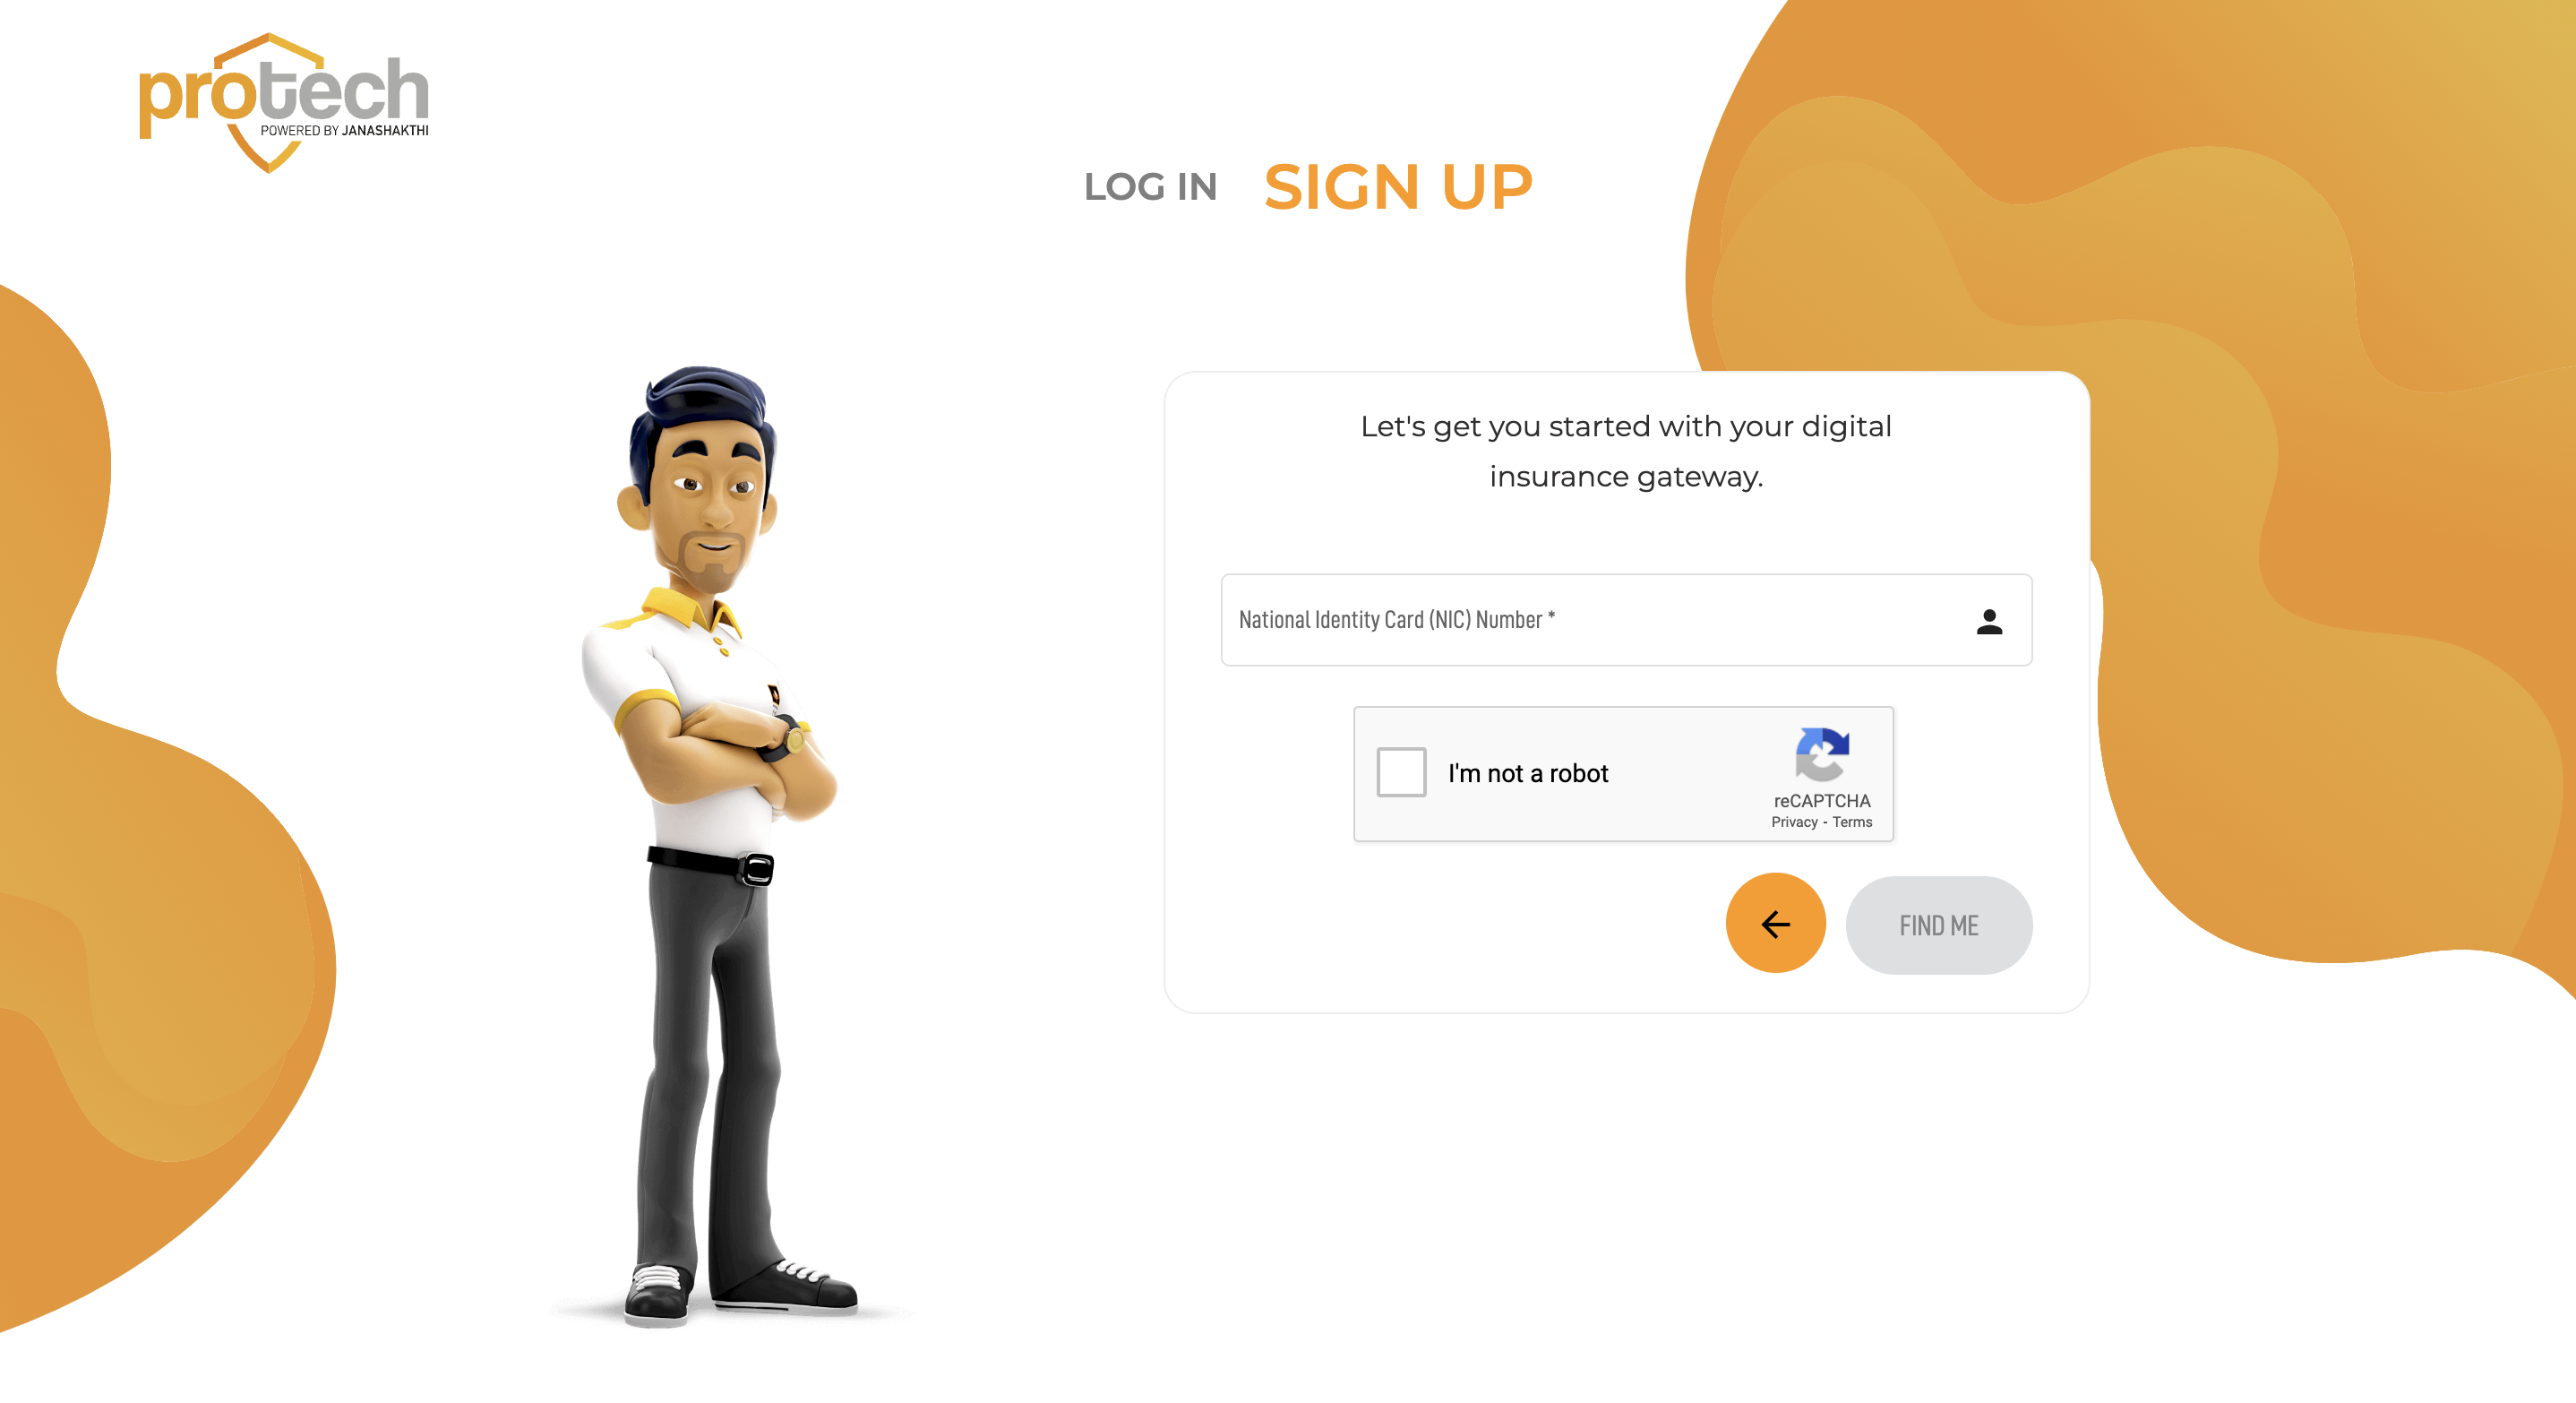 protech
POWERED BY JANASHAKTHI
LOG IN SIGN UP
Let's get you started with your digital
insurance gateway.
National Identity Card (NIC) Number *
I'm not a robot
reCAPTCHA
Privacy - Terms
FIND ME